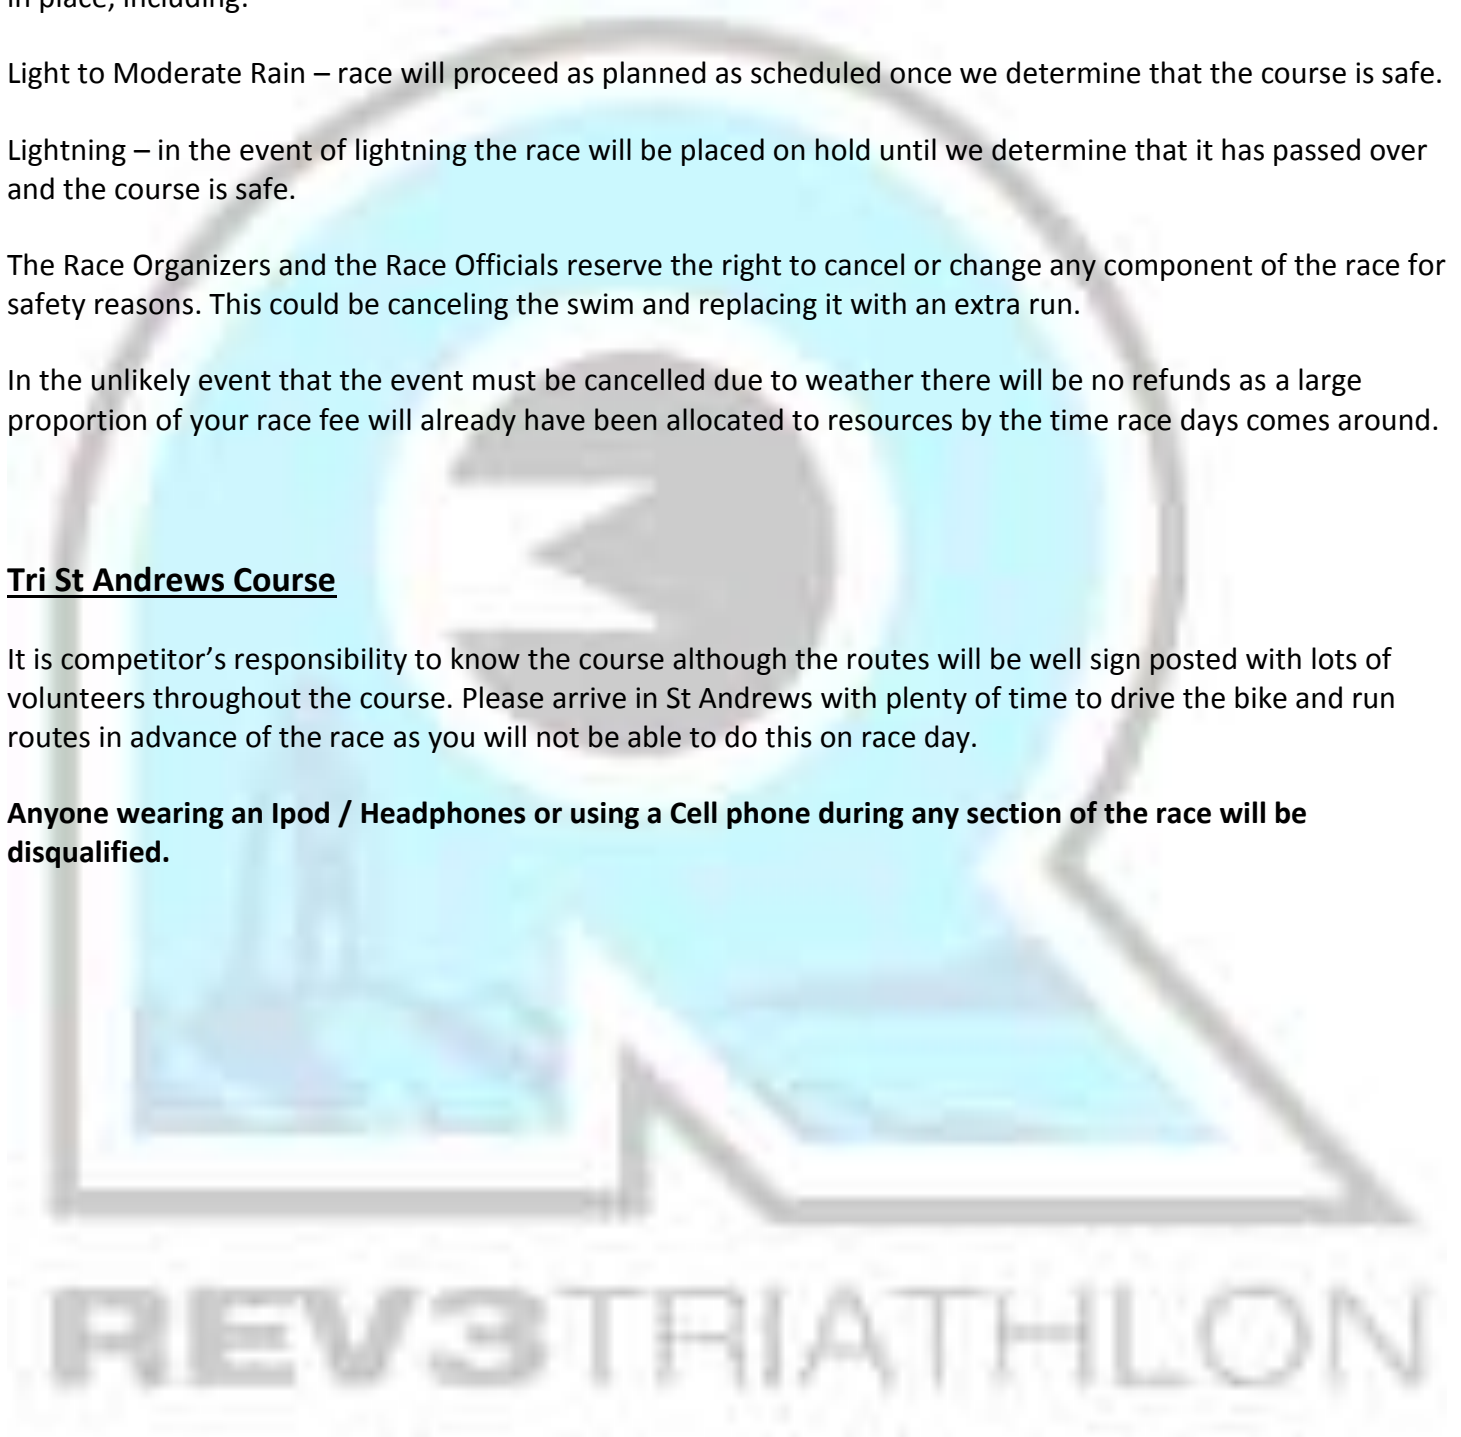 in place, including:
Light to Moderate Rain – race will proceed as planned as scheduled once we determine that the course is safe.
Lightning – in the event of lightning the race will be placed on hold until we determine that it has passed over
and the course is safe.
The Race Organizers and the Race Officials reserve the right to cancel or change any component of the race for
safety reasons. This could be canceling the swim and replacing it with an extra run.
In the unlikely event that the event must be cancelled due to weather there will be no refunds as a large
proportion of your race fee will already have been allocated to resources by the time race days comes around.
Tri St Andrews Course
It is competitor’s responsibility to know the course although the routes will be well sign posted with lots of
volunteers throughout the course. Please arrive in St Andrews with plenty of time to drive the bike and run
routes in advance of the race as you will not be able to do this on race day.
Anyone wearing an Ipod / Headphones or using a Cell phone during any section of the race will be
disqualified.
REV3TRIATHLON